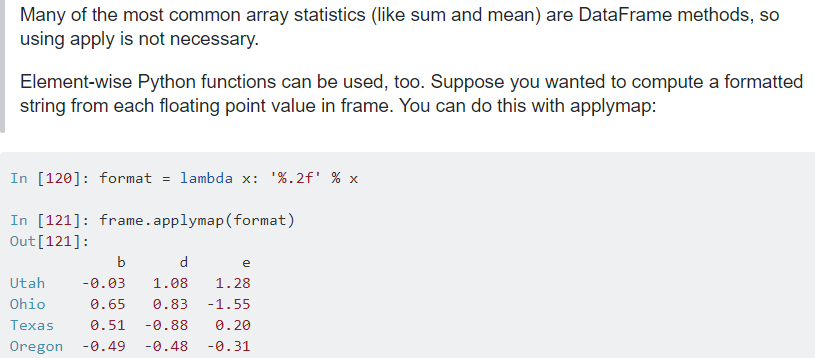 Many of the most common array statistics (like sum and mean) are DataFrame methods, so
using apply is not necessary.
Element-wise Python functions can be used, too. Suppose you wanted to compute a formatted
string from each floating point value in frame. You can do this with applymap:
In [120]: format = lambda x: '%.2f' % x
In [121]: frame.applymap(format)
Out[121]:
b d e
Utah -0.03 1.08 1.28
Ohio 0.65 0.83 -1.55
Texas 0.51 -0.88 0.20
Oregon -0.49 -0.48 -0.31